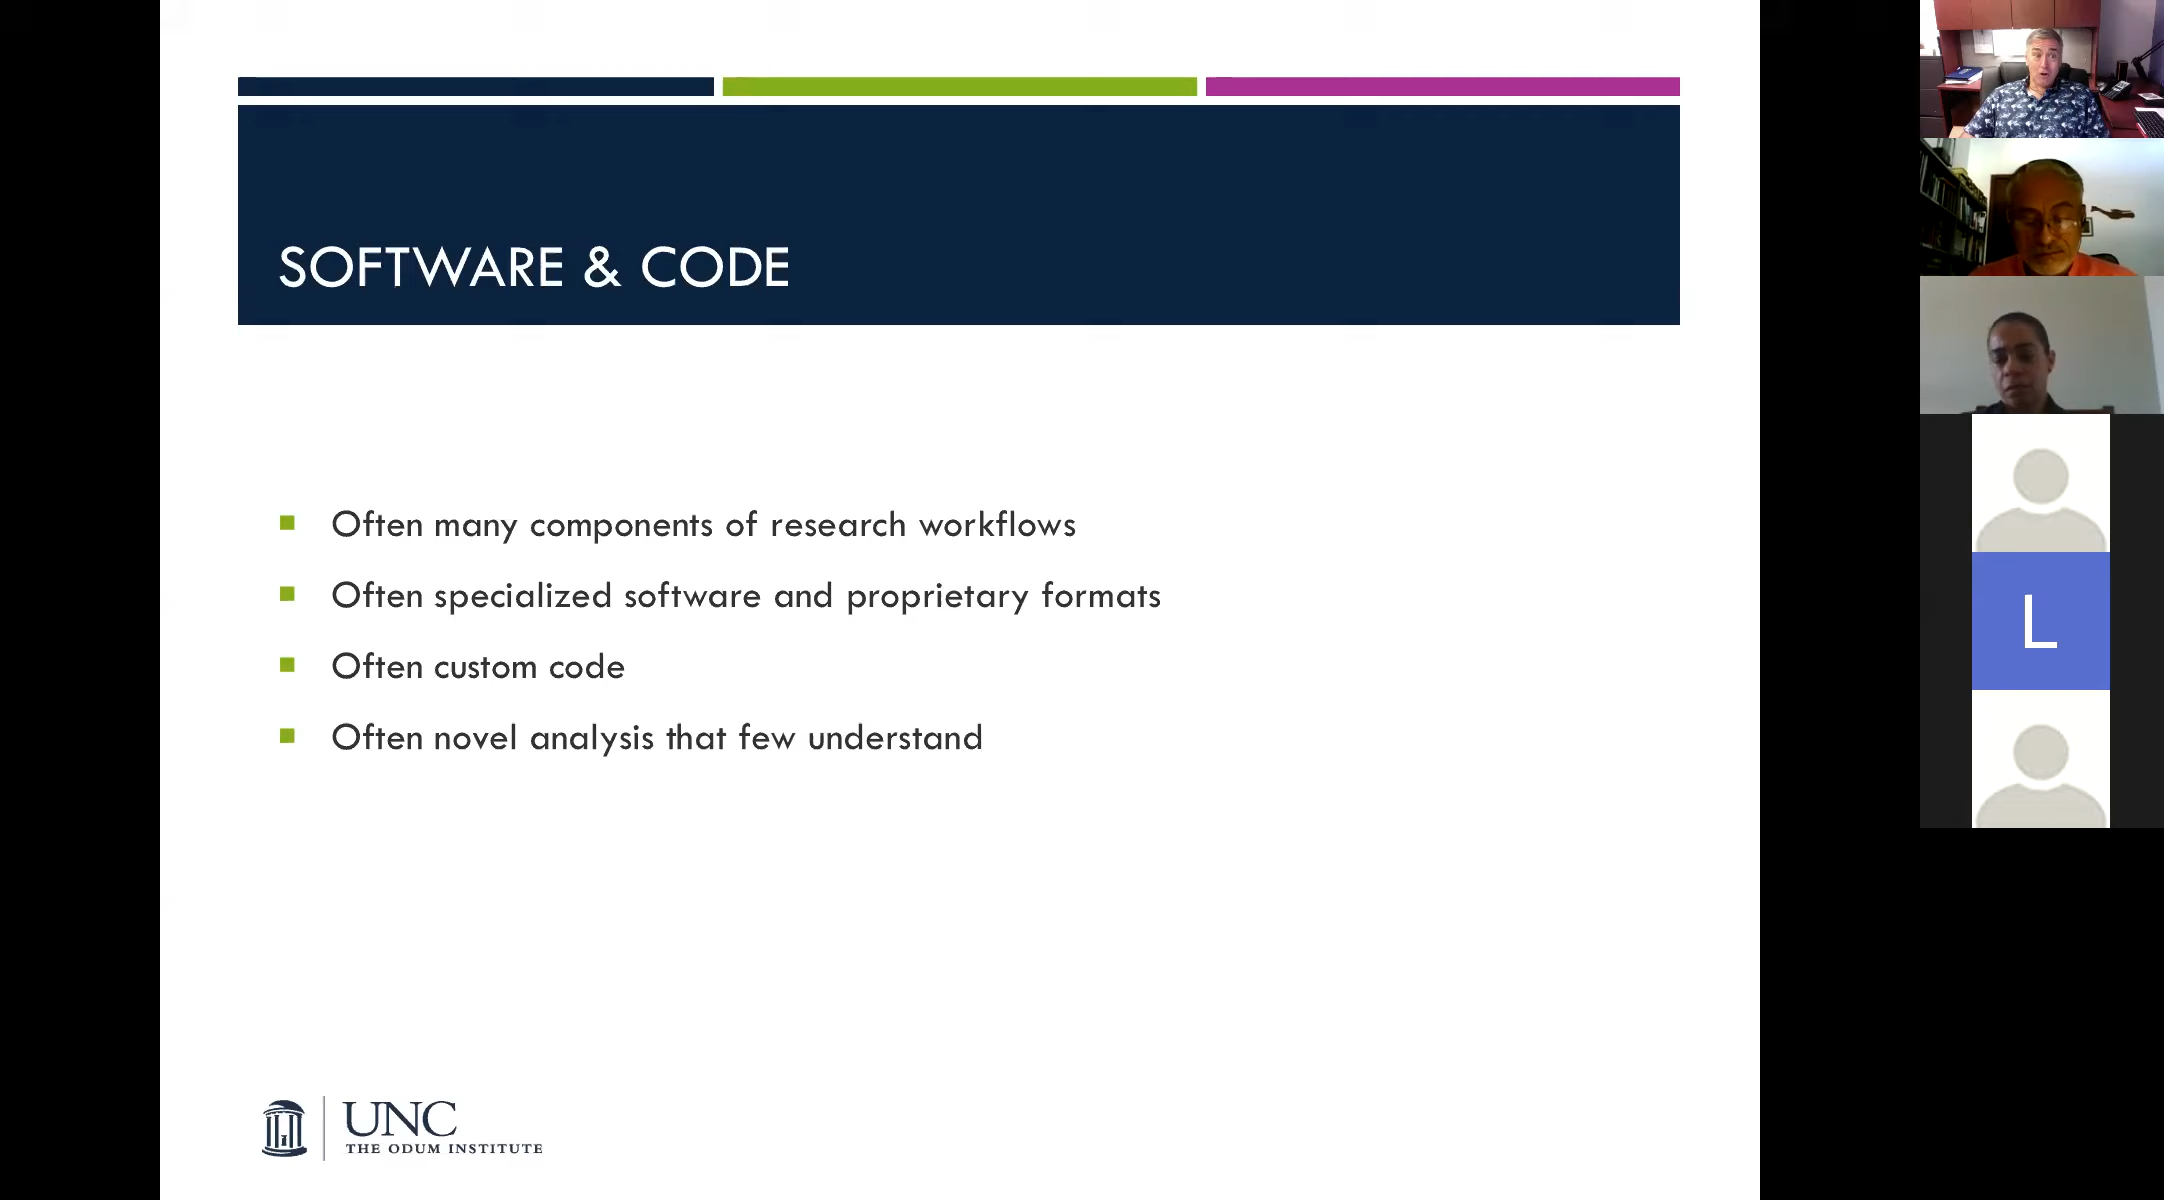 SOFTWARE & CODE
Often many components of research workflows
Often specialized software and proprietary formats
Often custom code
Often novel analysis that few understand
UNC
THE ODUM INSTITUTE
L